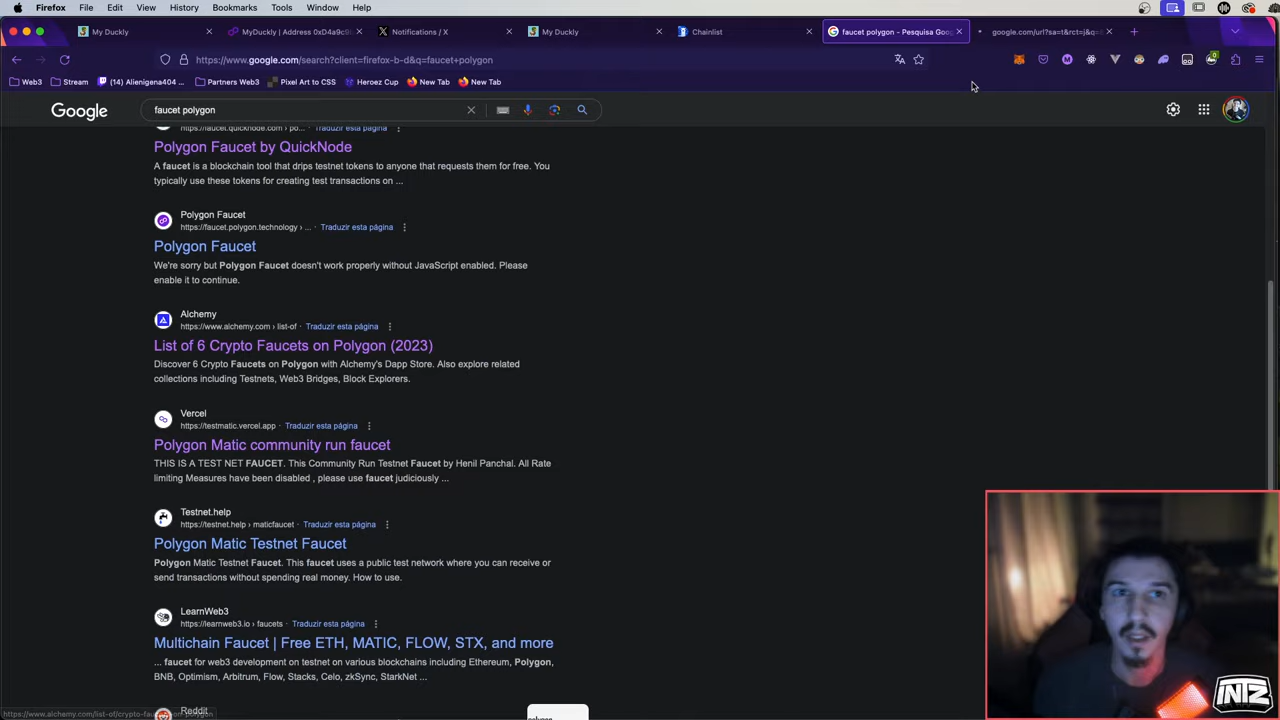 Firefox File Edit View History Bookmarks Tools Window Help
My Duckly MyDuckly | Address 0xD4a9c9 Notifications / X My Duckly Chainlist faucet polygon - Pesquisa Goog google.com/url?sa=t&rct=j&q=
https://www.google.com/search?client=firefox-b-d&q=faucet+polygon
Web3 Stream (14) Alienigena404 ... Partners Web3 Pixel Art to CSS Heroez Cup New Tab New Tab
Google faucet polygon
https://faucet.quicknode.com › po... · Traduzir esta página
Polygon Faucet by QuickNode
A faucet is a blockchain tool that drips testnet tokens to anyone that requests them for free. You
typically use these tokens for creating test transactions on ...
Polygon Faucet
https://faucet.polygon.technology › ... · Traduzir esta página
Polygon Faucet
We're sorry but Polygon Faucet doesn't work properly without JavaScript enabled. Please
enable it to continue.
Alchemy
https://www.alchemy.com › list-of · Traduzir esta página
List of 6 Crypto Faucets on Polygon (2023)
Discover 6 Crypto Faucets on Polygon with Alchemy's Dapp Store. Also explore related
collections including Testnets, Web3 Bridges, Block Explorers.
Vercel
https://testmatic.vercel.app · Traduzir esta página
Polygon Matic community run faucet
THIS IS A TEST NET FAUCET. This Community Run Testnet Faucet by Henil Panchal. All Rate
limiting Measures have been disabled , please use faucet judiciously ...
Testnet.help
https://testnet.help › maticfaucet · Traduzir esta página
Polygon Matic Testnet Faucet
Polygon Matic Testnet Faucet. This faucet uses a public test network where you can receive or
send transactions without spending real money. How to use.
LearnWeb3
https://learnweb3.io › faucets · Traduzir esta página
Multichain Faucet | Free ETH, MATIC, FLOW, STX, and more
... faucet for web3 development on testnet on various blockchains including Ethereum, Polygon,
BNB, Optimism, Arbitrum, Flow, Stacks, Celo, zkSync, StarkNet ...
Reddit
polygon
INTZ